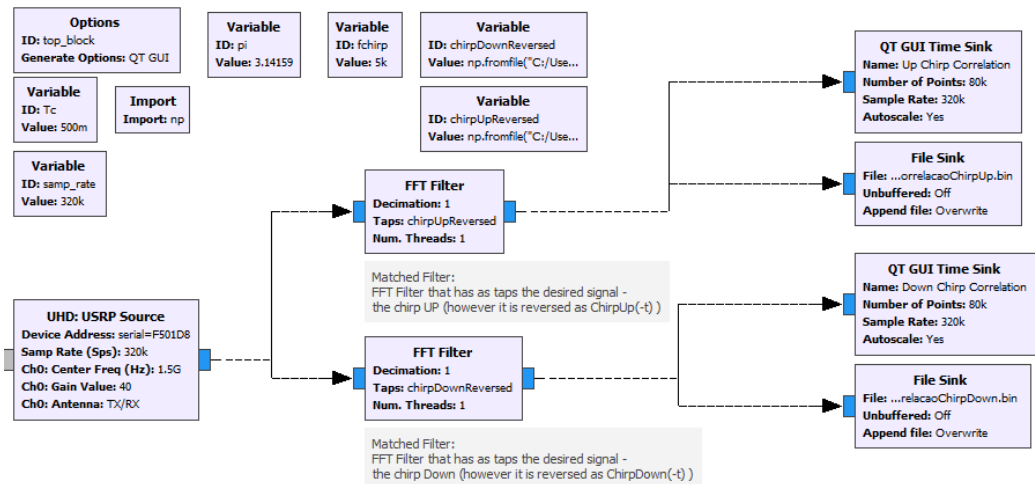 Options
ID: top_block
Generate Options: QT GUI
Variable
ID: pi
Value: 3.14159
Variable
ID: fchirp
Value: 5k
Variable
ID: chirpDownReversed
Value: np.fromfile("C:/Use...
Variable
ID: Tc
Value: 500m
Import
Import: np
Variable
ID: chirpUpReversed
Value: np.fromfile("C:/Use...
Variable
ID: samp_rate
Value: 320k
QT GUI Time Sink
Name: Up Chirp Correlation
Number of Points: 80k
Sample Rate: 320k
Autoscale: Yes
File Sink
File: ...orrelacaoChirpUp.bin
Unbuffered: Off
Append file: Overwrite
FFT Filter
Decimation: 1
Taps: chirpUpReversed
Num. Threads: 1
Matched Filter:
FFT Filter that has as taps the desired signal -
the chirp UP (however it is reversed as ChirpUp(-t) )
UHD: USRP Source
Device Address: serial=F501D8
Samp Rate (Sps): 320k
Ch0: Center Freq (Hz): 1.5G
Ch0: Gain Value: 40
Ch0: Antenna: TX/RX
FFT Filter
Decimation: 1
Taps: chirpDownReversed
Num. Threads: 1
Matched Filter:
FFT Filter that has as taps the desired signal -
the chirp Down (however it is reversed as ChirpDown(-t) )
QT GUI Time Sink
Name: Down Chirp Correlation
Number of Points: 80k
Sample Rate: 320k
Autoscale: Yes
File Sink
File: ...relacaoChirpDown.bin
Unbuffered: Off
Append file: Overwrite